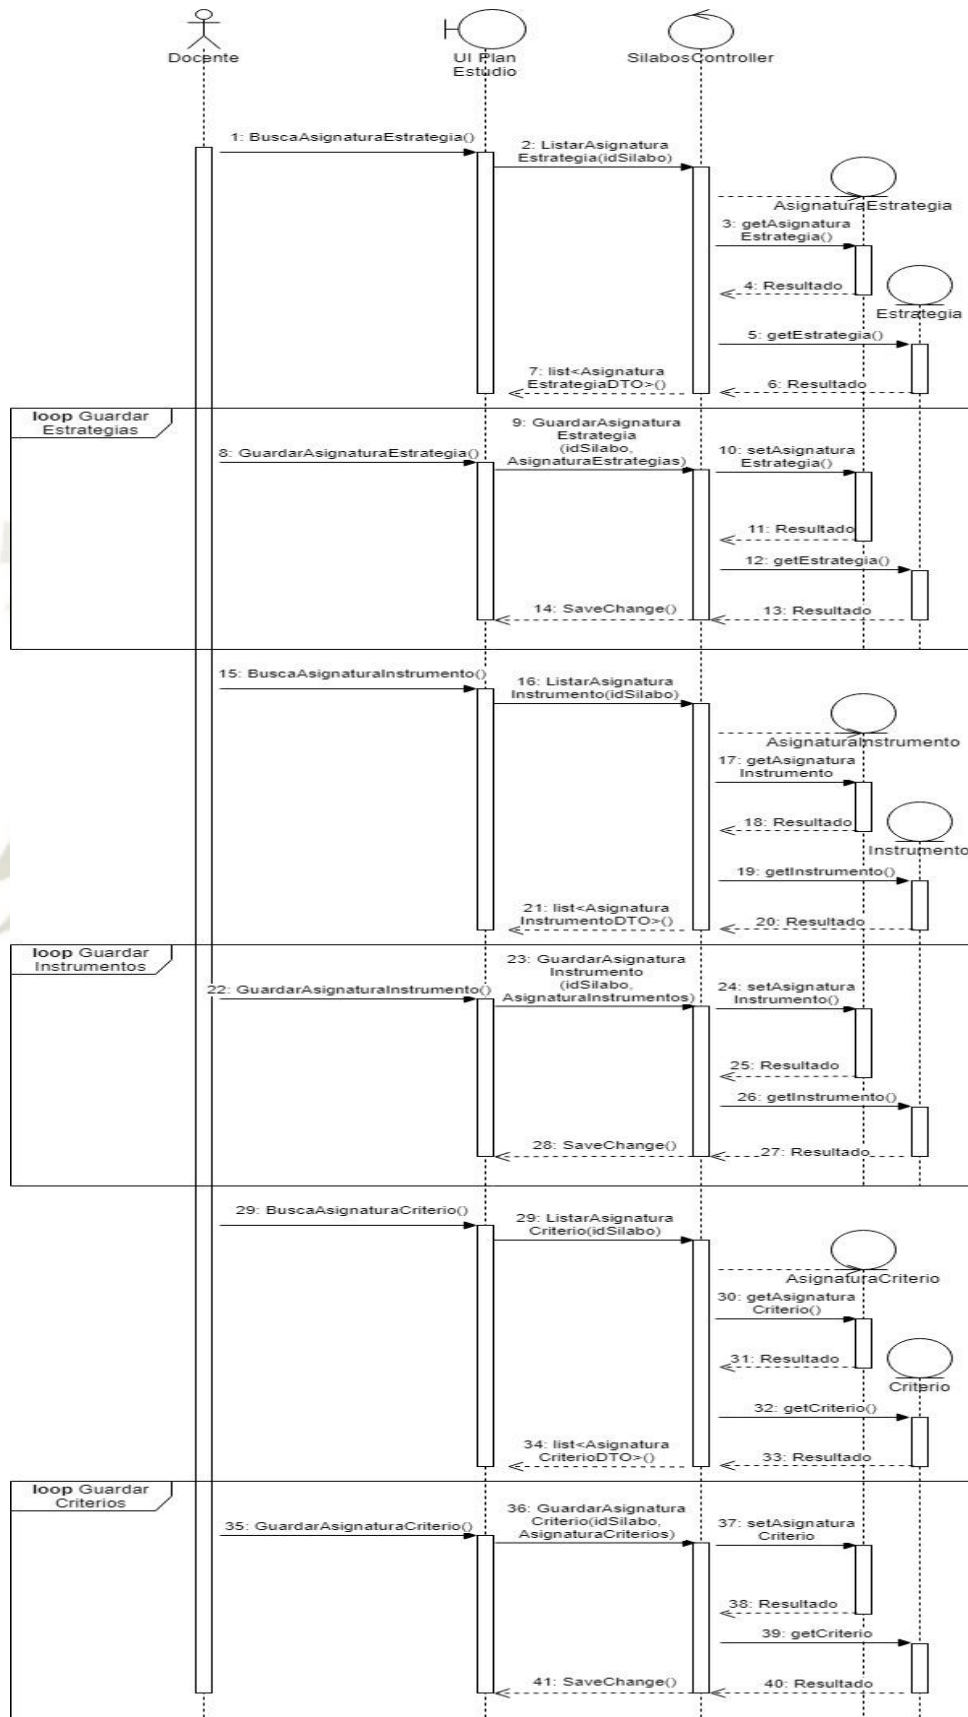 Docente
UI Plan
Estudio
SilabosController
1: BuscaAsignaturaEstrategia()
2: ListarAsignatura
Estrategia(idSilabo)
AsignaturaEstrategia
3: getAsignatura
Estrategia()
4: Resultado
Estrategia
5: getEstrategia()
7: list<Asignatura
EstrategiaDTO>()
6: Resultado
loop Guardar
Estrategias
8: GuardarAsignaturaEstrategia()
9: GuardarAsignatura
Estrategia
(idSilabo,
AsignaturaEstrategias)
10: setAsignatura
Estrategia()
11: Resultado
12: getEstrategia()
14: SaveChange()
13: Resultado
15: BuscaAsignaturaInstrumento()
16: ListarAsignatura
Instrumento(idSilabo)
AsignaturaInstrumento
17: getAsignatura
Instrumento
18: Resultado
Instrumento
19: getInstrumento()
21: list<Asignatura
InstrumentoDTO>()
20: Resultado
loop Guardar
Instrumentos
22: GuardarAsignaturaInstrumento()
23: GuardarAsignatura
Instrumento
(idSilabo,
AsignaturaInstrumentos)
24: setAsignatura
Instrumento()
25: Resultado
26: getInstrumento()
28: SaveChange()
27: Resultado
29: BuscaAsignaturaCriterio()
29: ListarAsignatura
Criterio(idSilabo)
AsignaturaCriterio
30: getAsignatura
Criterio()
31: Resultado
Criterio
32: getCriterio()
34: list<Asignatura
CriterioDTO>()
33: Resultado
loop Guardar
Criterios
35: GuardarAsignaturaCriterio()
36: GuardarAsignatura
Criterio(idSilabo,
AsignaturaCriterios)
37: setAsignatura
Criterio
38: Resultado
39: getCriterio
41: SaveChange()
40: Resultado